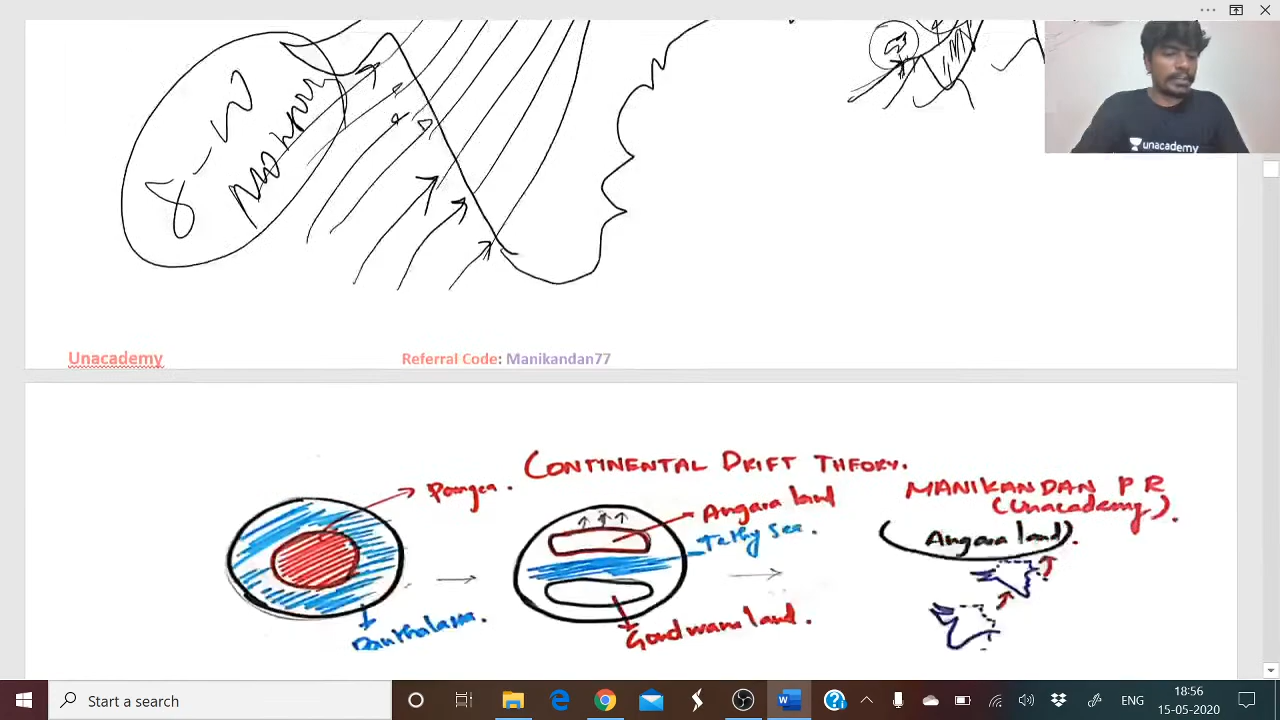 S-W
unacademy
Unacademy
Referral Code: Manikandan77
CONTINENTAL DRIFT THEORY.
Pangea.
Angara land
MANIKANDAN P R
(Unacademy).
Tethy sea.
(Angara land).
Panthalasa.
Gondwana land.
Start a search
ENG
18:56
15-05-2020